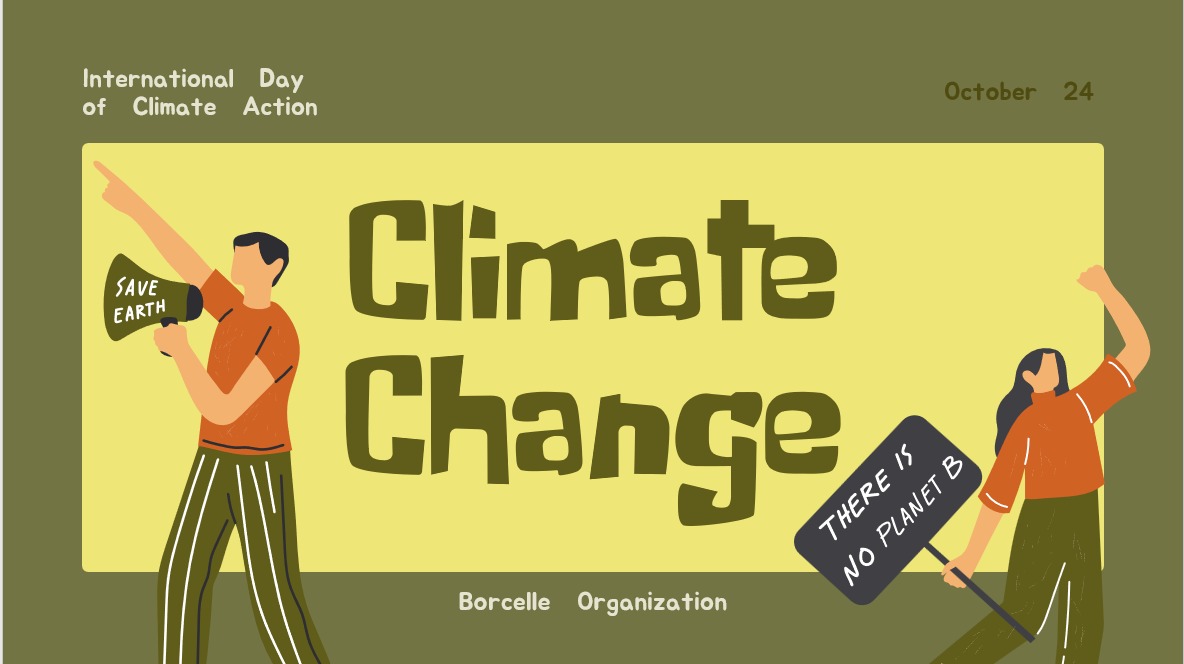 International Day
of Climate Action
October 24
SAVE
EARTH
Climate
Change
THERE IS
NO PLANET B
Borcelle Organization